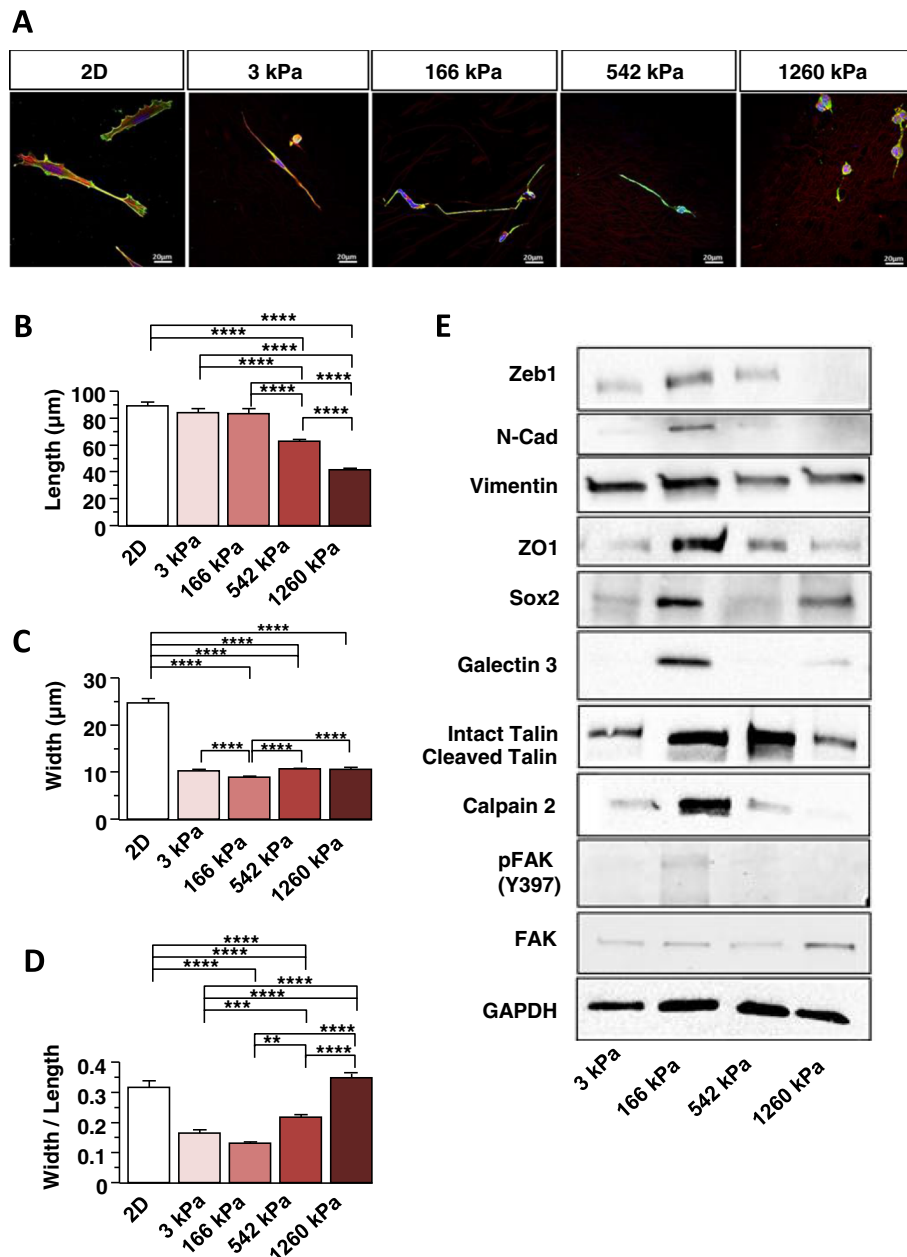 A
2D
3 kPa
166 kPa
542 kPa
1260 kPa
20µm
20µm
20µm
20µm
20µm
B
****
****
****
****
****
****
****
Length (µm)
100
80
60
40
20
0
2D
3 kPa
166 kPa
542 kPa
1260 kPa
C
****
****
****
****
****
****
****
Width (µm)
30
20
10
0
2D
3 kPa
166 kPa
542 kPa
1260 kPa
D
****
****
****
****
****
***
****
**
****
Width / Length
0.4
0.3
0.2
0.1
0
2D
3 kPa
166 kPa
542 kPa
1260 kPa
E
Zeb1
N-Cad
Vimentin
ZO1
Sox2
Galectin 3
Intact Talin
Cleaved Talin
Calpain 2
pFAK
(Y397)
FAK
GAPDH
3 kPa
166 kPa
542 kPa
1260 kPa